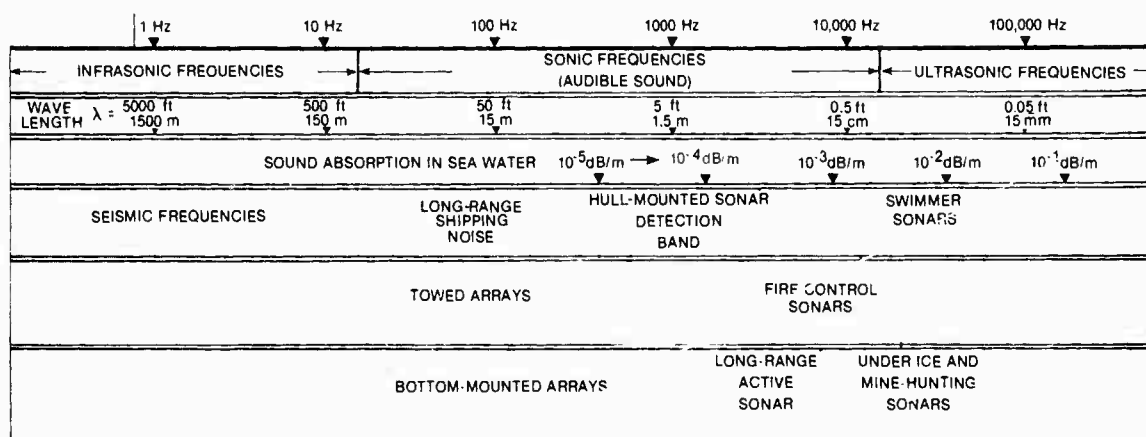 1 Hz 10 Hz 100 Hz 1000 Hz 10,000 Hz 100,000 Hz
INFRASONIC FREQUENCIES
SONIC FREQUENCIES
(AUDIBLE SOUND)
ULTRASONIC FREQUENCIES
WAVE
LENGTH λ =
5000 ft 500 ft 50 ft 5 ft 0.5 ft 0.05 ft
1500 m 150 m 15 m 1.5 m 15 cm 15 mm
SOUND ABSORPTION IN SEA WATER 10⁻⁵dB/m → 10⁻⁴dB/m 10⁻³dB/m 10⁻²dB/m 10⁻¹dB/m
SEISMIC FREQUENCIES
LONG-RANGE
SHIPPING
NOISE
HULL-MOUNTED SONAR
DETECTION
BAND
SWIMMER
SONARS
TOWED ARRAYS
FIRE CONTROL
SONARS
BOTTOM-MOUNTED ARRAYS
LONG-RANGE
ACTIVE
SONAR
UNDER ICE AND
MINE-HUNTING
SONARS